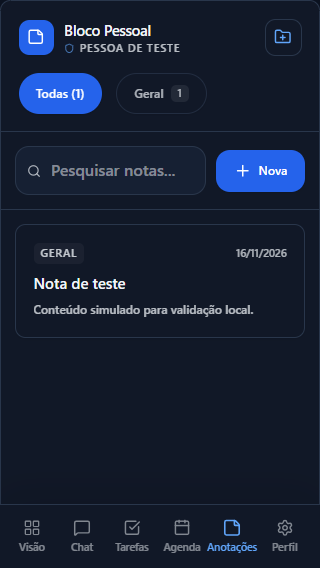 Bloco Pessoal
PESSOA DE TESTE
Todas (1)
Geral 1
Pesquisar notas...
Nova
GERAL
16/11/2026
Nota de teste
Conteúdo simulado para validação local.
Visão Chat Tarefas Agenda Anotações Perfil